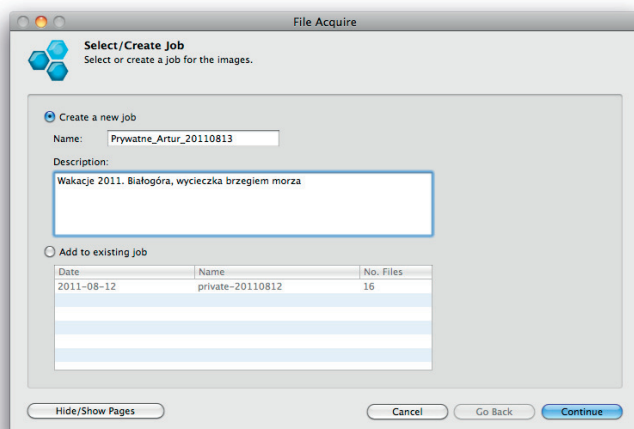 File Acquire
Select/Create Job
Select or create a job for the images.
Create a new job
Name: Prywatne_Artur_20110813
Description:
Wakacje 2011. Białogóra, wycieczka brzegiem morza
Add to existing job
Date Name No. Files
2011-08-12 private-20110812 16
Hide/Show Pages Cancel Go Back Continue